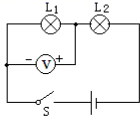 L₁ L₂
- V +
S